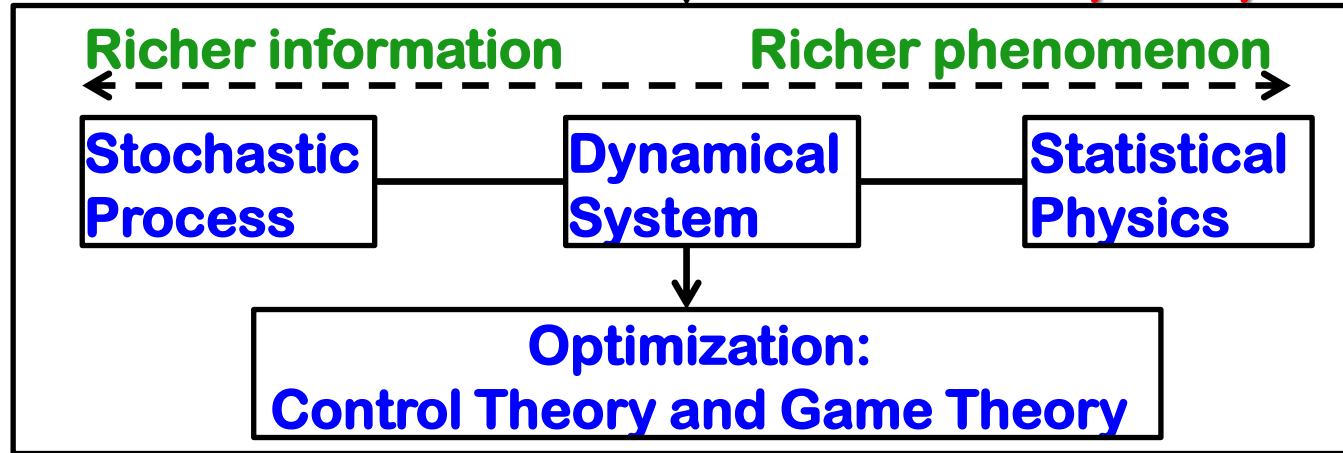 Richer information
Richer phenomenon
Stochastic
Process
Dynamical
System
Statistical
Physics
Optimization:
Control Theory and Game Theory